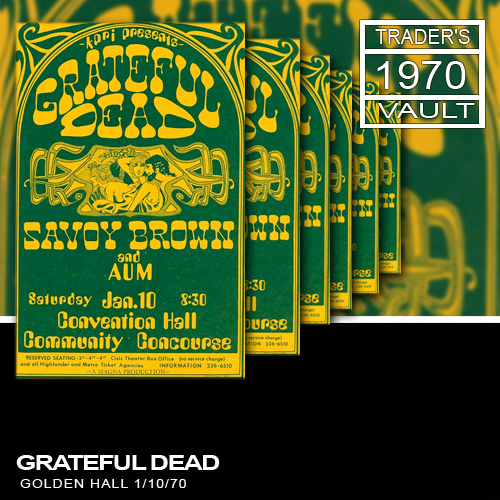 -kpri presents-
GRATEFUL
DEAD
SAVOY BROWN
and
AUM
Saturday Jan.10 8:30
Convention Hall
Community Concourse
RESERVED SEATING-3⁵⁰-4⁰⁰-4⁵⁰ Civic Theater Box Office (no service charge)
and all Highlander and Metro Ticket Agencies INFORMATION 236-6510
-A MAGNA PRODUCTION-
TRADER'S
1970
VAULT
GRATEFUL DEAD
GOLDEN HALL 1/10/70